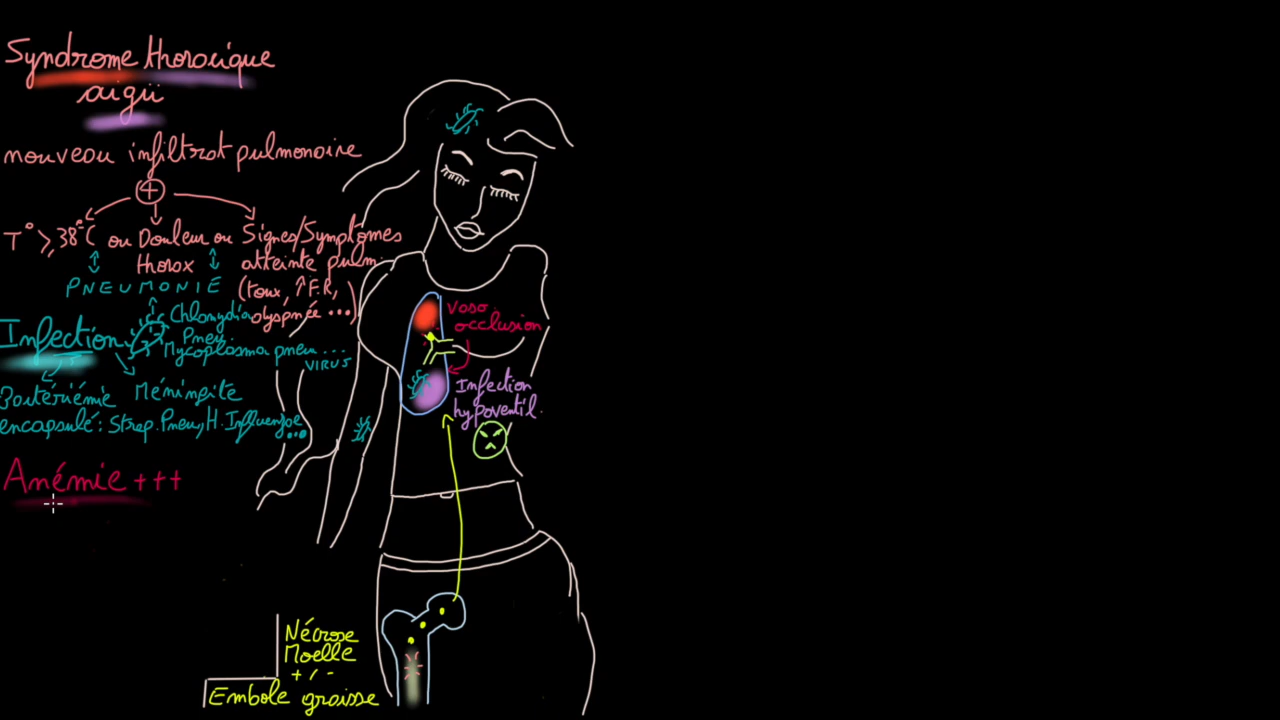 Syndrome thoracique
aigü
nouveau infiltrat pulmonaire
+
T° ≥ 38°C ou Douleur ou Signes/Symptômes
thorax atteinte pulm.
PNEUMONIE (toux, ↑F.R,
dyspnée ...)
Chlamydia
Infection Pneu.
Mycoplasma pneu ...
VIRUS
Bactériémie Méningite
encapsulé: Strep. Pneu, H. Influenzae
...
Anémie +++
Vaso.
occlusion
Infection
hypoventil.
Nécrose
Moelle
+/-
Embole graisse